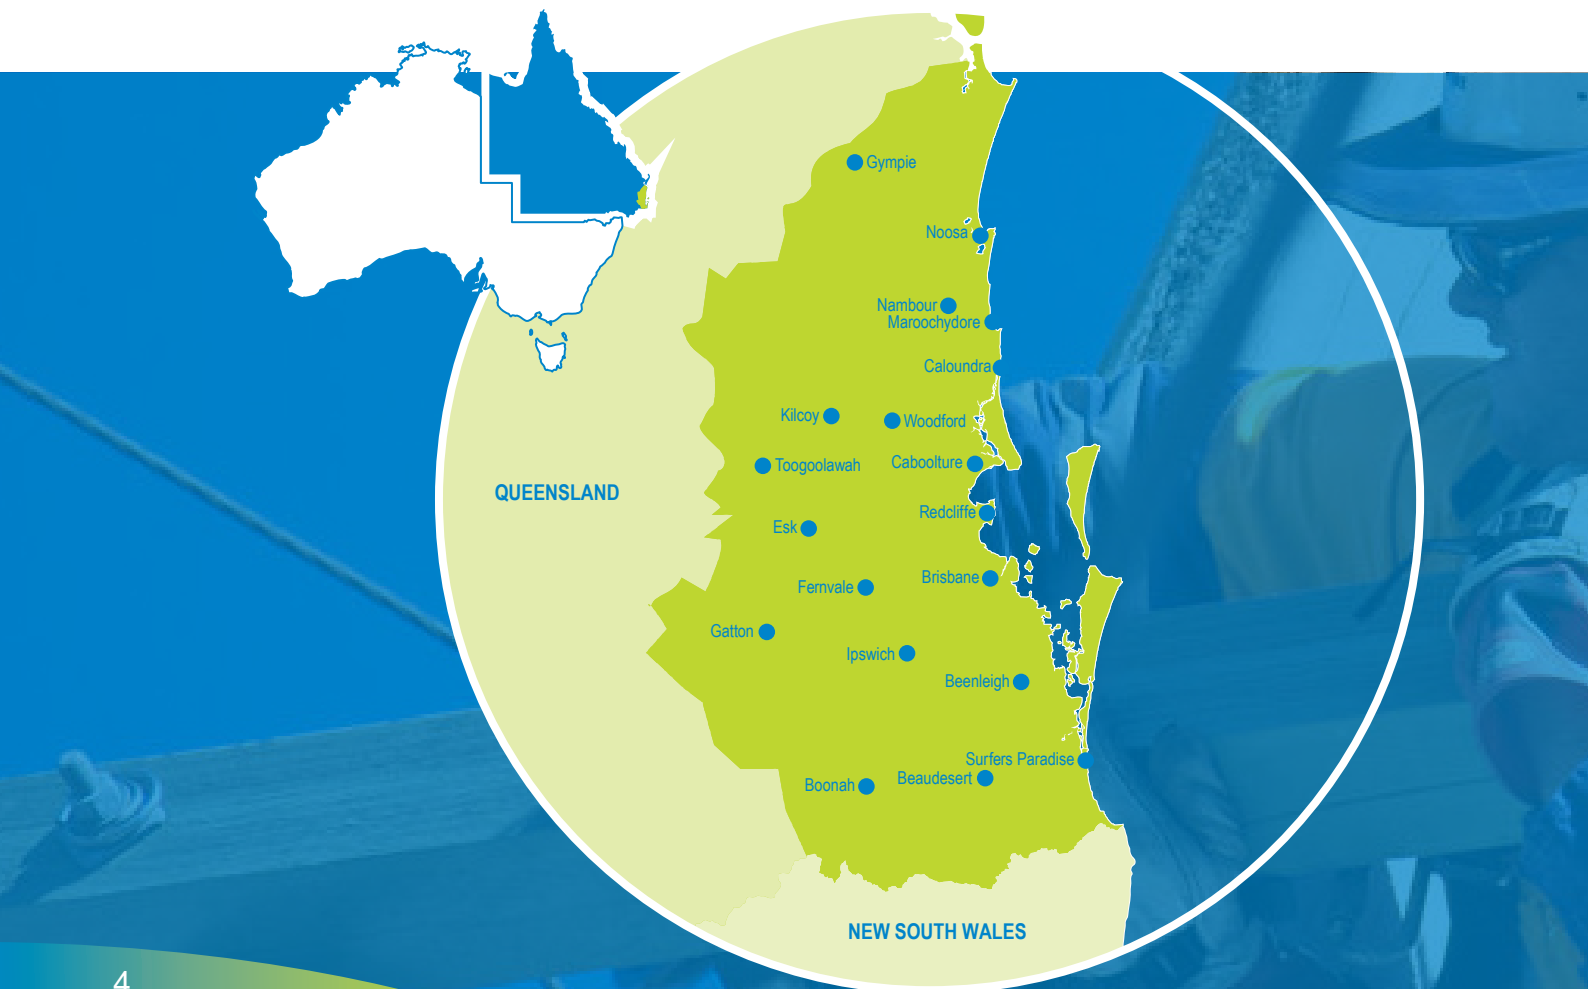 Gympie
Noosa
Nambour
Maroochydore
Caloundra
Kilcoy
Woodford
Toogoolawah
Caboolture
QUEENSLAND
Redcliffe
Esk
Brisbane
Fernvale
Gatton
Ipswich
Beenleigh
Surfers Paradise
Beaudesert
Boonah
NEW SOUTH WALES
4